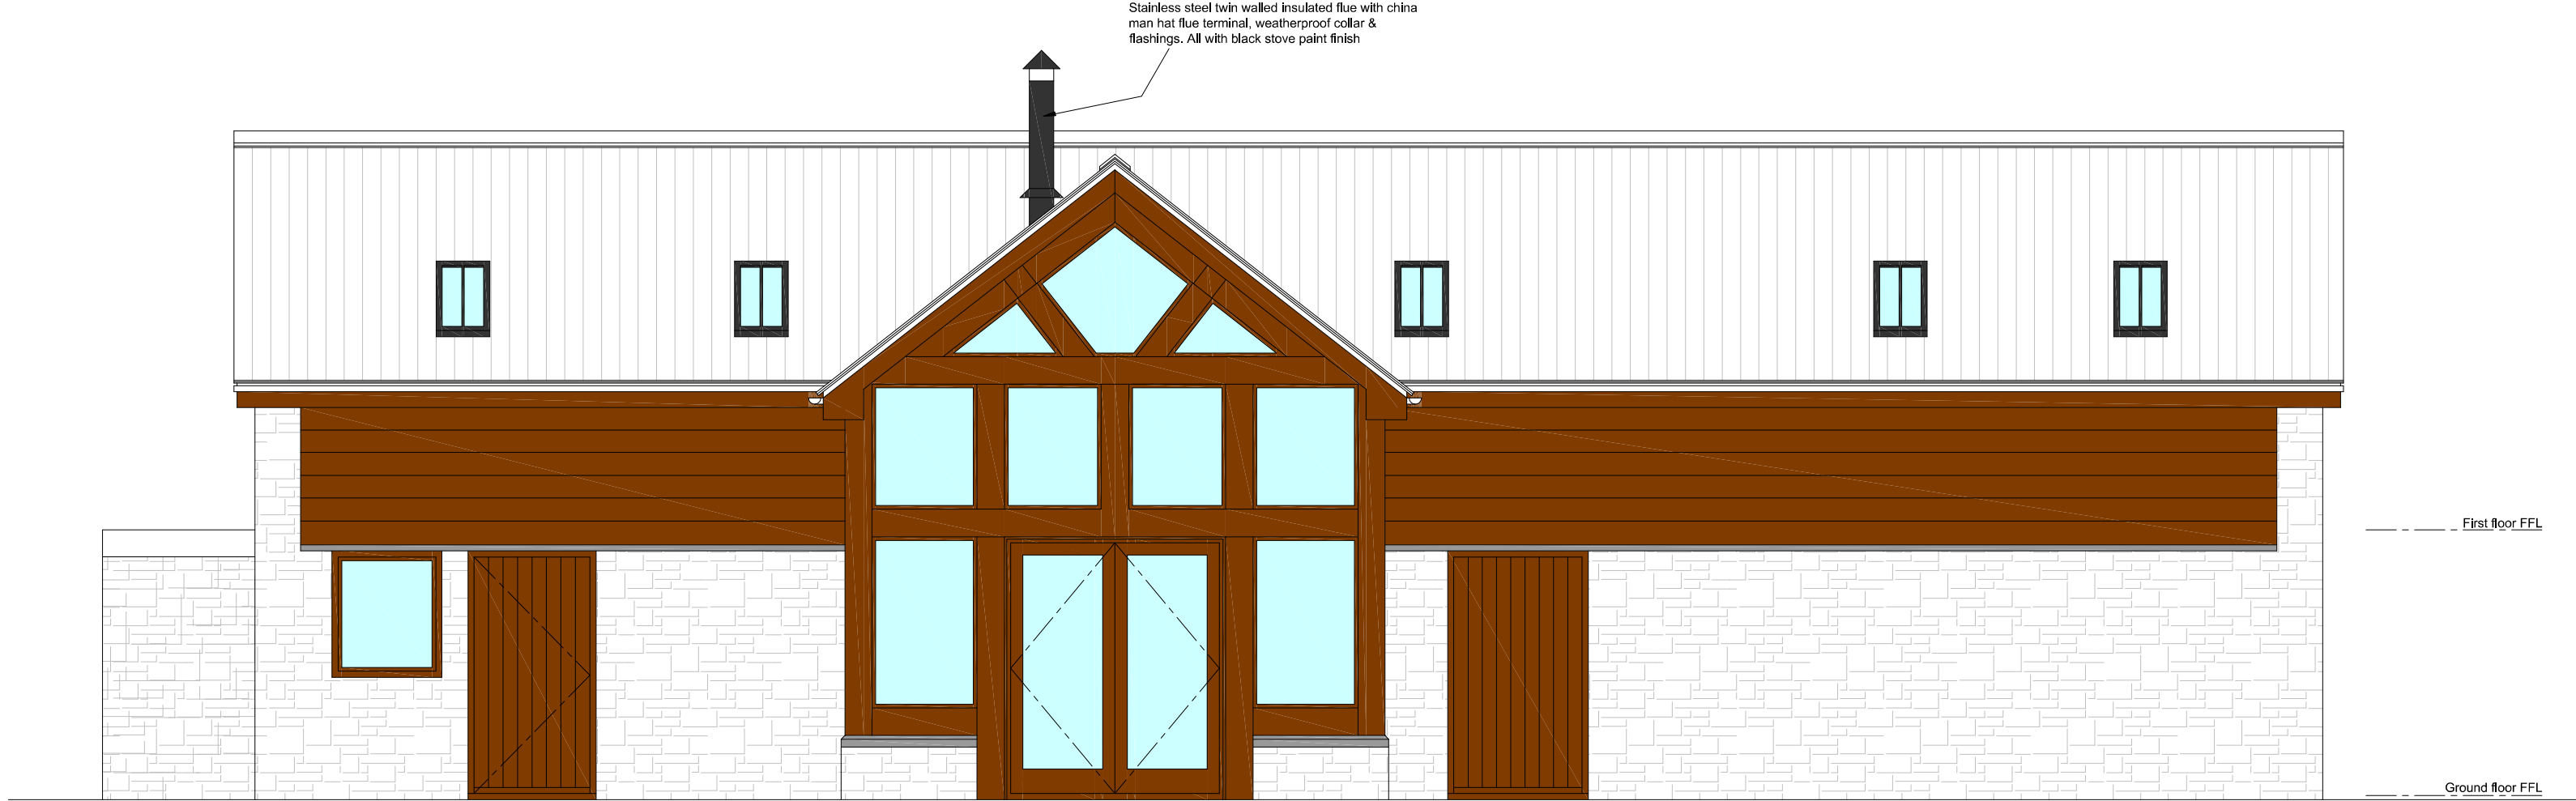 Stainless steel twin walled insulated flue with china
man hat flue terminal, weatherproof collar &
flashings. All with black stove paint finish
First floor FFL
Ground floor FFL